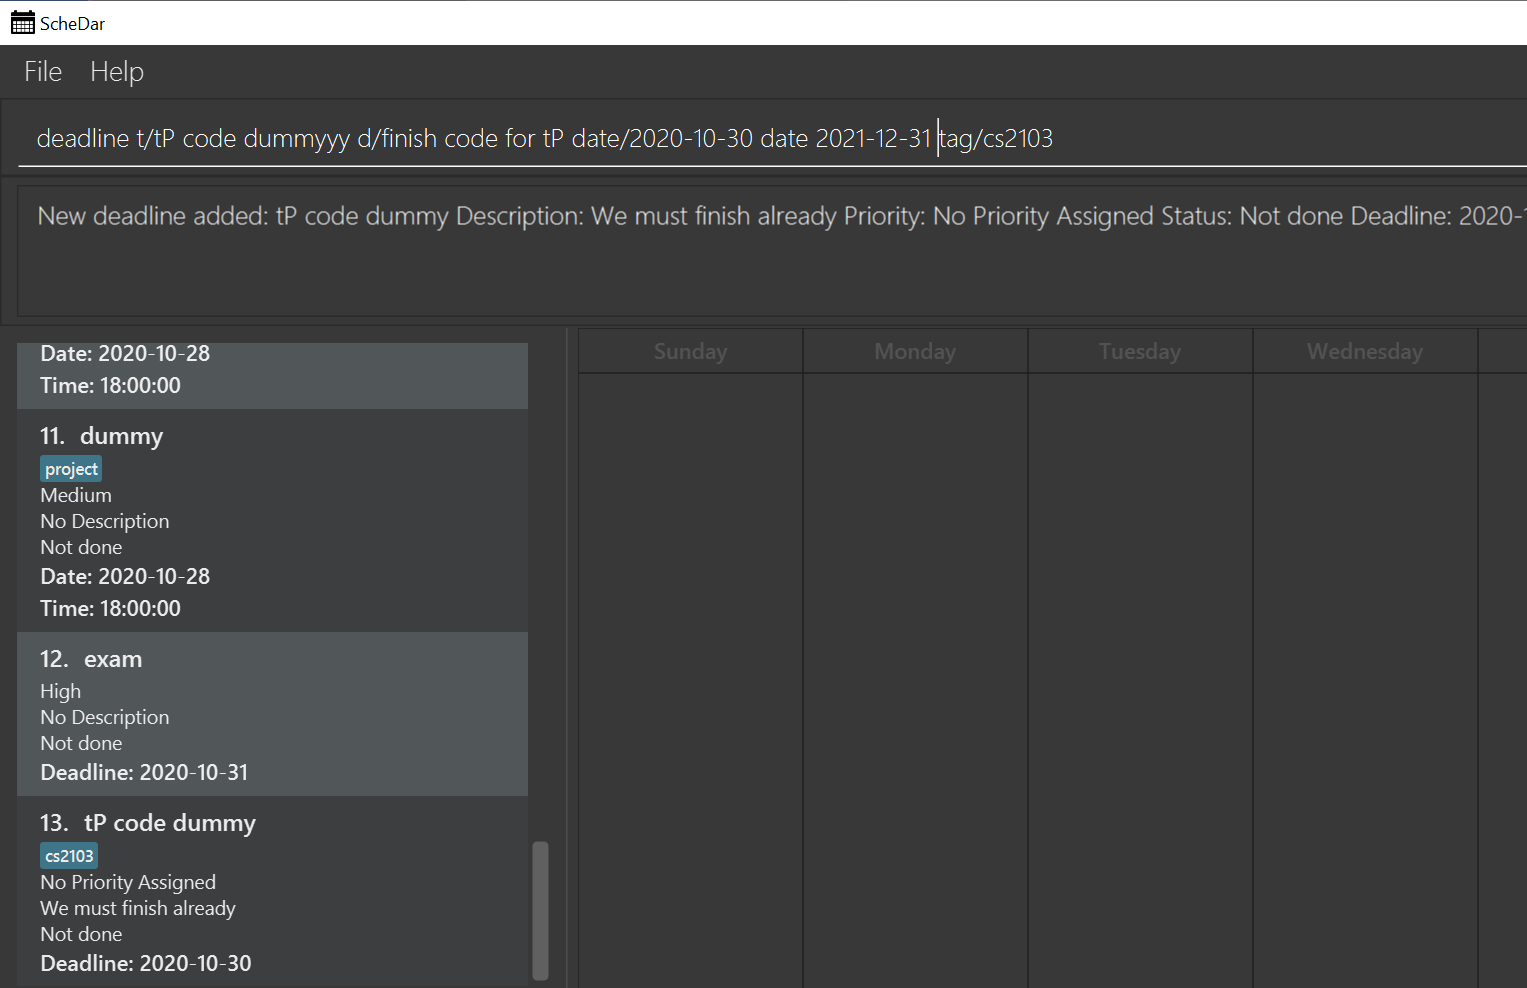 ScheDar
File Help
deadline t/tP code dummyyy d/finish code for tP date/2020-10-30 date 2021-12-31 tag/cs2103
New deadline added: tP code dummy Description: We must finish already Priority: No Priority Assigned Status: Not done Deadline: 2020-
Date: 2020-10-28
Time: 18:00:00
11. dummy
project
Medium
No Description
Not done
Date: 2020-10-28
Time: 18:00:00
12. exam
High
No Description
Not done
Deadline: 2020-10-31
13. tP code dummy
cs2103
No Priority Assigned
We must finish already
Not done
Deadline: 2020-10-30
Sunday Monday Tuesday Wednesday